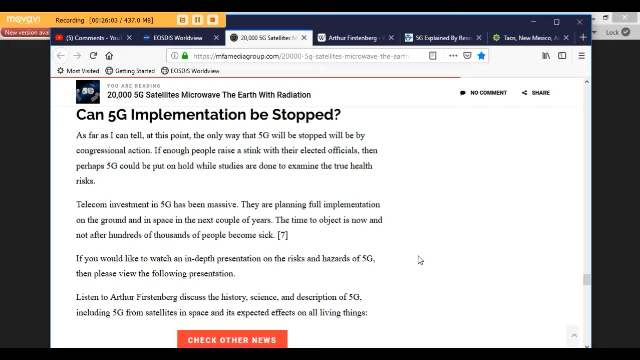 movavi
Recording
[ 26:03 / 437.0 MB ]
New version avai
Lock
(5) Comments - You
EOSDIS Worldview
20,000 5G Satellites M
Arthur Firstenberg - W
5G Explained By Rese
Taos, New Mexico, A
https://mfamediagroup.com/20000-5g-satellites-microwave-the-earth
Most Visited
Getting Started
EOSDIS Worldview
5G
YOU ARE READING
20,000 5G Satellites Microwave The Earth With Radiation
NO COMMENT
SHARE
Can 5G Implementation be Stopped?
As far as I can tell, at this point, the only way that 5G will be stopped will be by
congressional action. If enough people raise a stink with their elected officials, then
perhaps 5G could be put on hold while studies are done to examine the true health
risks.
Telecom investment in 5G has been massive. They are planning full implementation
on the ground and in space in the next couple of years. The time to object is now and
not after hundreds of thousands of people become sick. [7]
If you would like to watch an in-depth presentation on the risks and hazards of 5G,
then please view the following presentation.
Listen to Arthur Firstenberg discuss the history, science, and description of 5G,
including 5G from satellites in space and its expected effects on all living things:
CHECK OTHER NEWS